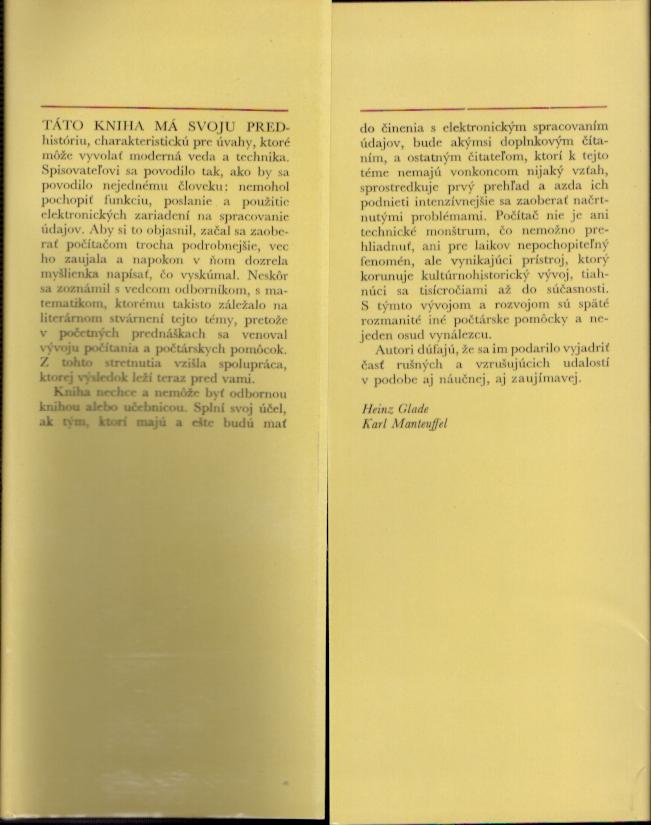 TÁTO KNIHA MÁ SVOJU PRED-
históriu, charakteristickú pre úvahy, ktoré
môže vyvolať moderná veda a technika.
Spisovateľovi sa povodilo tak, ako by sa
povodilo nejednému človeku: nemohol
pochopiť funkciu, poslanie a použitie
elektronických zariadení na spracovanie
údajov. Aby si to objasnil, začal sa zaobe-
rať počítačom trocha podrobnejšie, vec
ho zaujala a napokon v ňom dozrela
myšlienka napísať, čo vyskúmal. Neskôr
sa zoznámil s vedcom odborníkom, s ma-
tematikom, ktorému takisto záležalo na
literárnom stvárnení tejto témy, pretože
v početných prednáškach sa venoval
vývoju počítania a počtárskych pomôcok.
Z tohto stretnutia vzišla spolupráca,
ktorej výsledok leží teraz pred vami.
Kniha nechce a nemôže byť odbornou
knihou alebo učebnicou. Splní svoj účel,
ak tým, ktorí majú a ešte budú mať
do činenia s elektronickým spracovaním
údajov, bude akýmsi doplnkovým číta-
ním, a ostatným čitateľom, ktorí k tejto
téme nemajú vonkoncom nijaký vzťah,
sprostredkuje prvý prehľad a azda ich
podnieti intenzívnejšie sa zaoberať načrt-
nutými problémami. Počítač nie je ani
technické monštrum, čo nemožno pre-
hliadnuť, ani pre laikov nepochopiteľný
fenomén, ale vynikajúci prístroj, ktorý
korunuje kultúrnohistorický vývoj, tiah-
núci sa tisícročiami až do súčasnosti.
S týmto vývojom a rozvojom sú späté
rozmanité iné počtárske pomôcky a ne-
jeden osud vynálezcu.
Autori dúfajú, že sa im podarilo vyjadriť
časť rušných a vzrušujúcich udalostí
v podobe aj náučnej, aj zaujímavej.
Heinz Glade
Karl Manteuffel